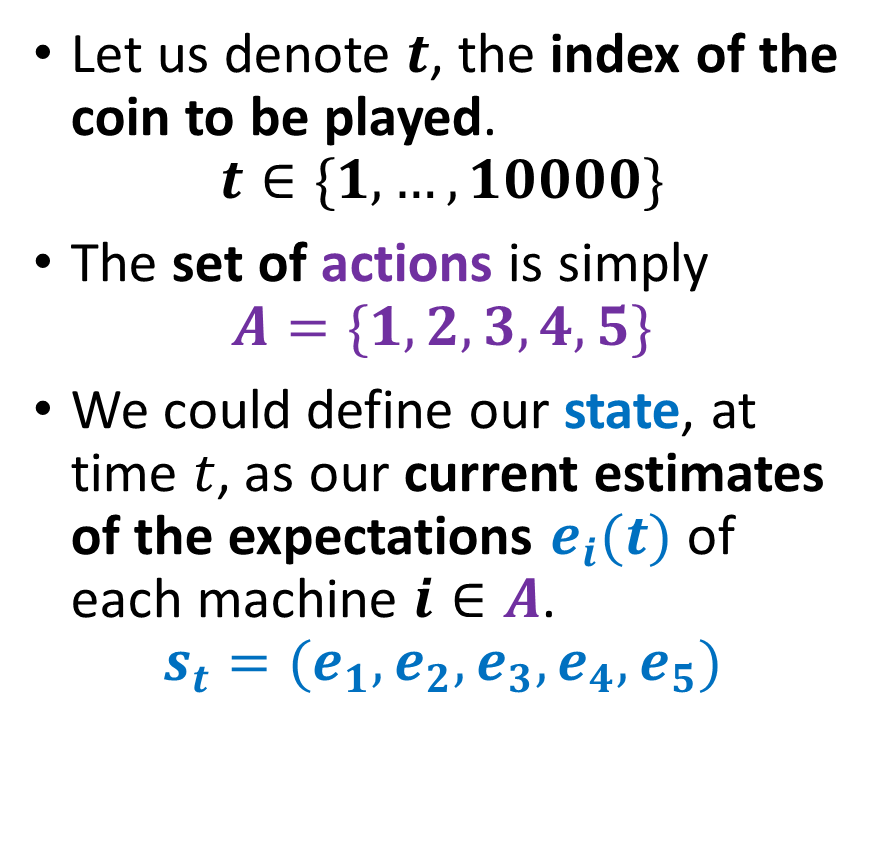 • Let us denote t, the index of the
coin to be played.
t ∈ {1, … , 10000}
• The set of actions is simply
A = {1, 2, 3, 4, 5}
• We could define our state, at
time t, as our current estimates
of the expectations eᵢ(t) of
each machine i ∈ A.
sₜ = (e₁, e₂, e₃, e₄, e₅)